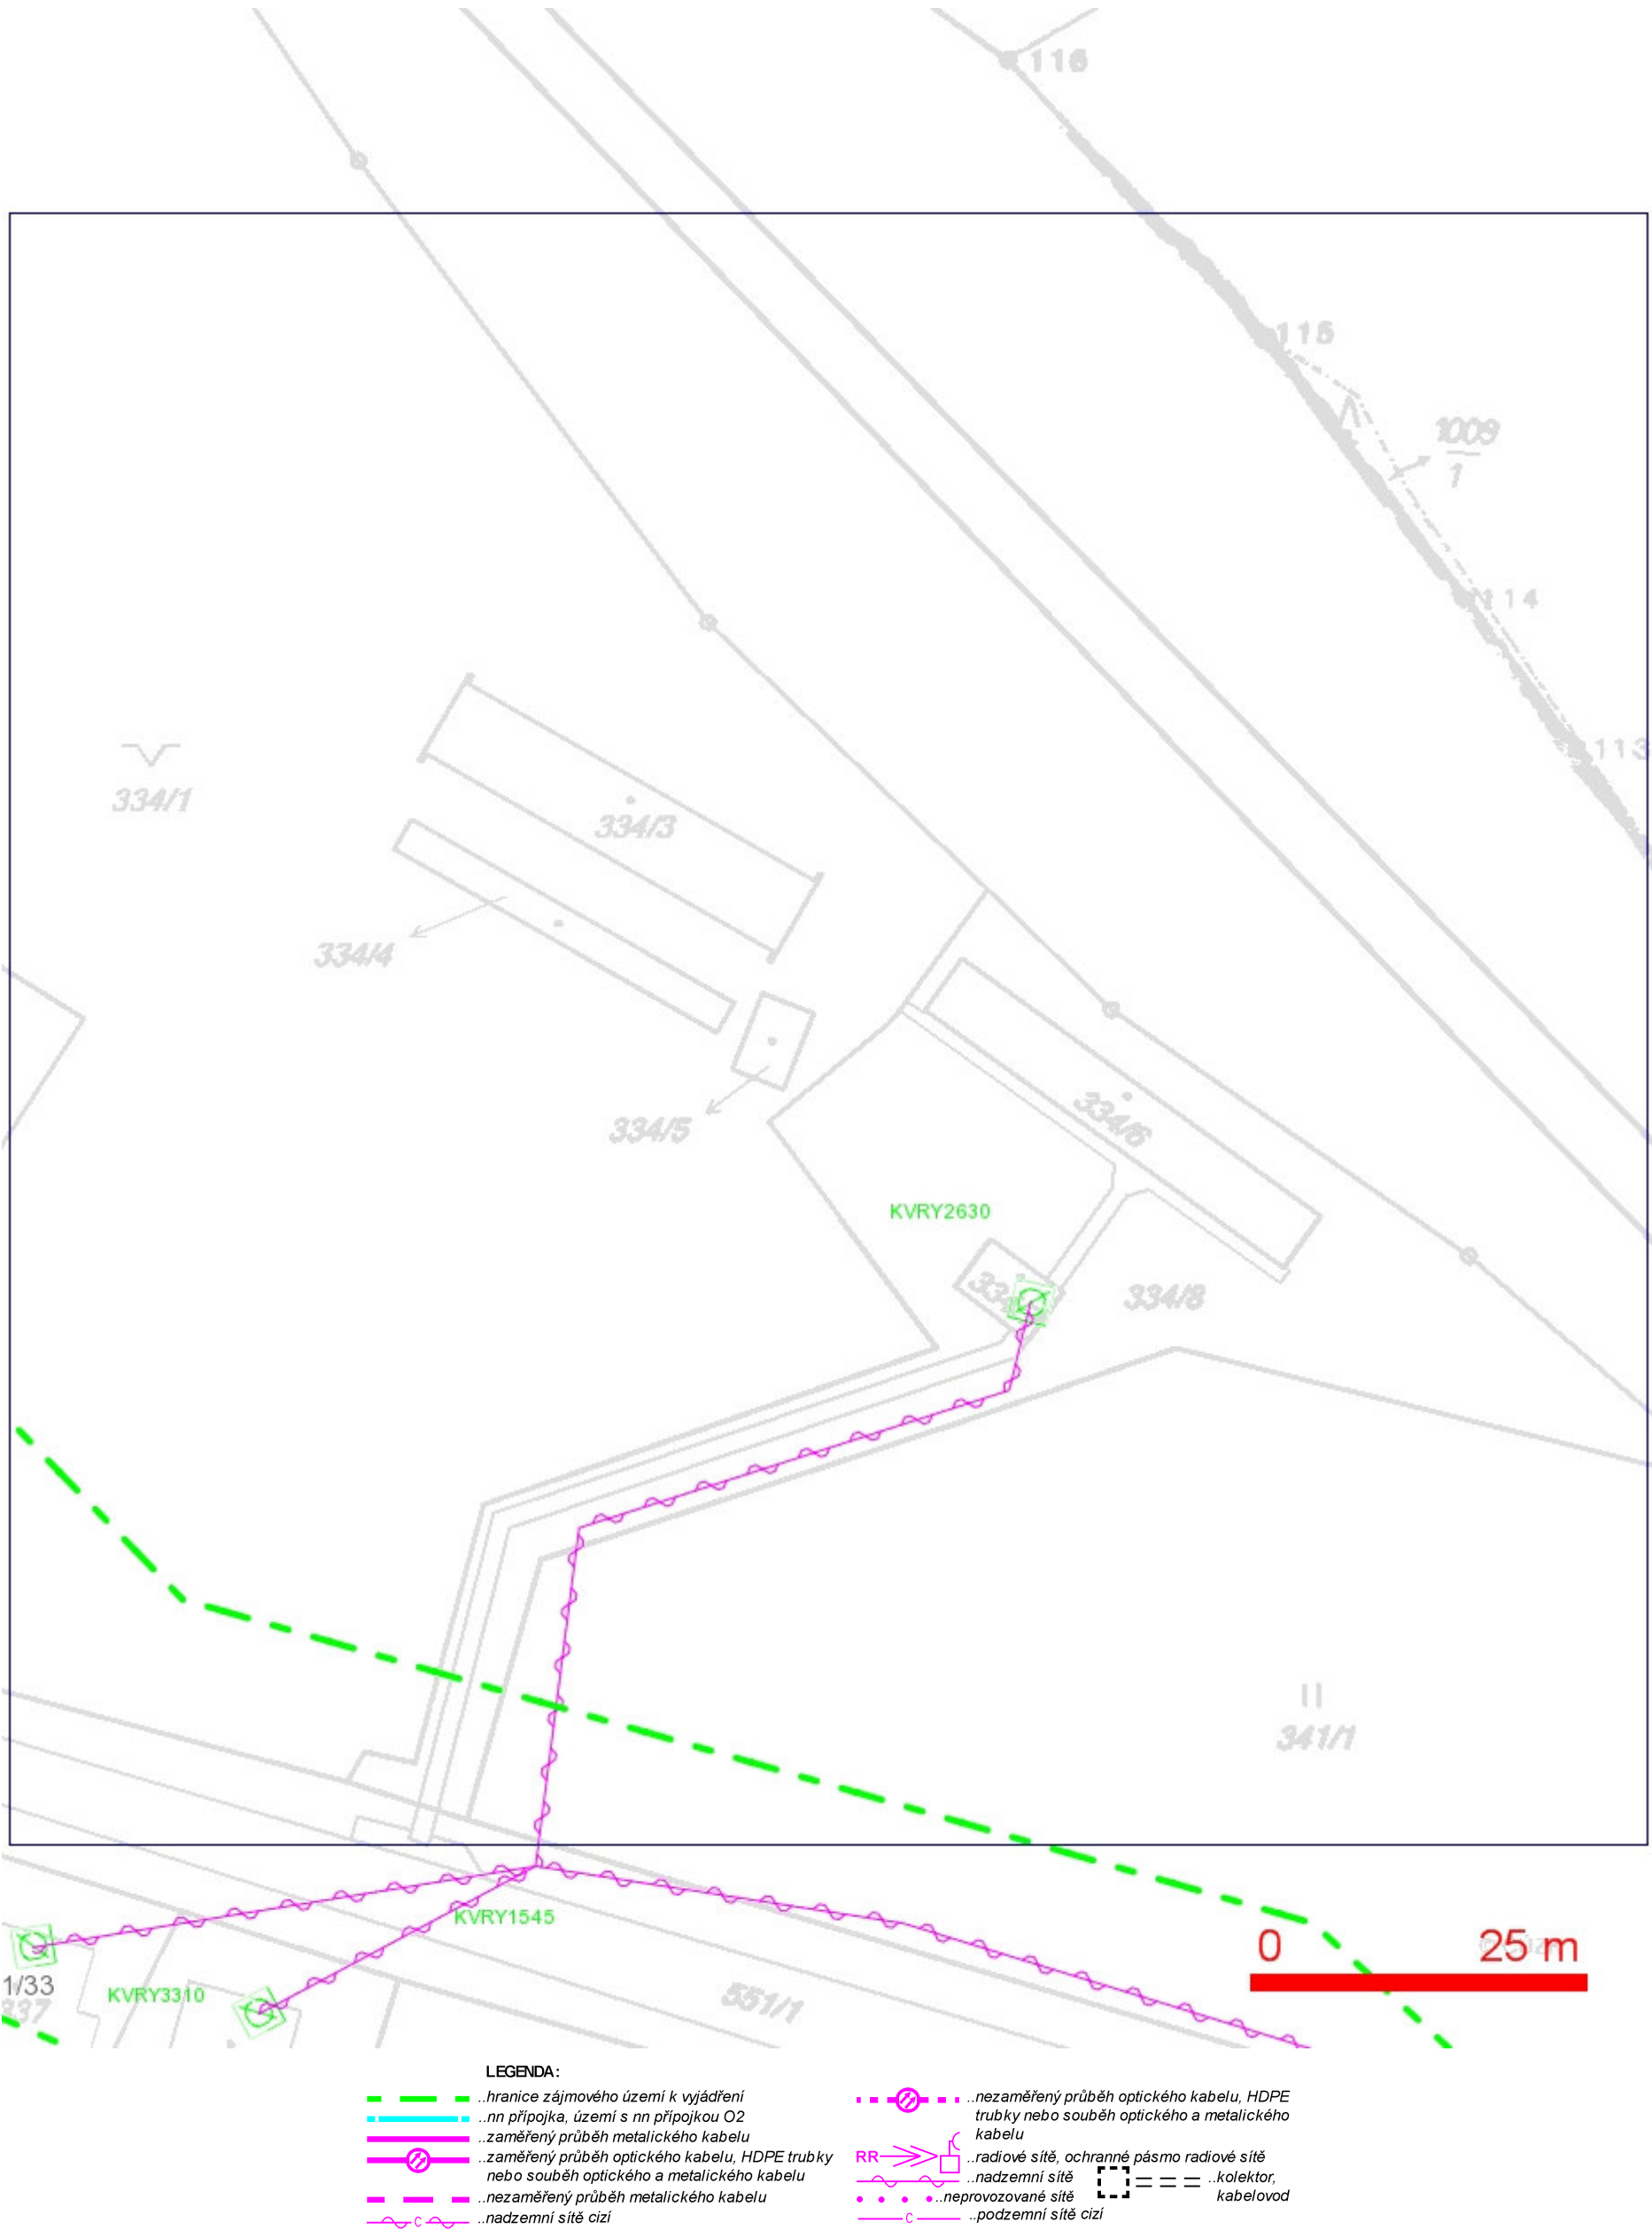 116
115
1009
1
114
113
334/1
334/3
334/4
334/5
334/6
KVRY2630
334/8
341/1
KVRY1545
0 25 m
1/33
337
KVRY3310
551/1
LEGENDA:
..hranice zájmového území k vyjádření
..nn přípojka, území s nn přípojkou O2
..zaměřený průběh metalického kabelu
..zaměřený průběh optického kabelu, HDPE trubky
nebo souběh optického a metalického kabelu
..nezaměřený průběh metalického kabelu
C ..nadzemní sítě cizí
..nezaměřený průběh optického kabelu, HDPE
trubky nebo souběh optického a metalického
kabelu
RR ..radiové sítě, ochranné pásmo radiové sítě
..nadzemní sítě ..kolektor,
kabelovod
..neprovozované sítě
C ..podzemní sítě cizí